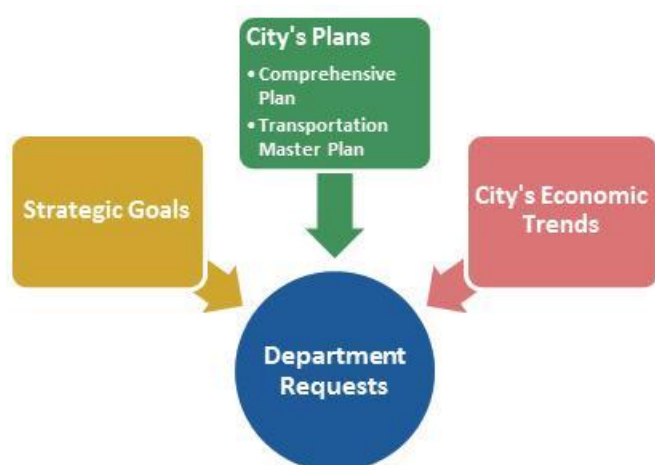 City's Plans
• Comprehensive
Plan
• Transportation
Master Plan
Strategic Goals
City's Economic
Trends
Department
Requests